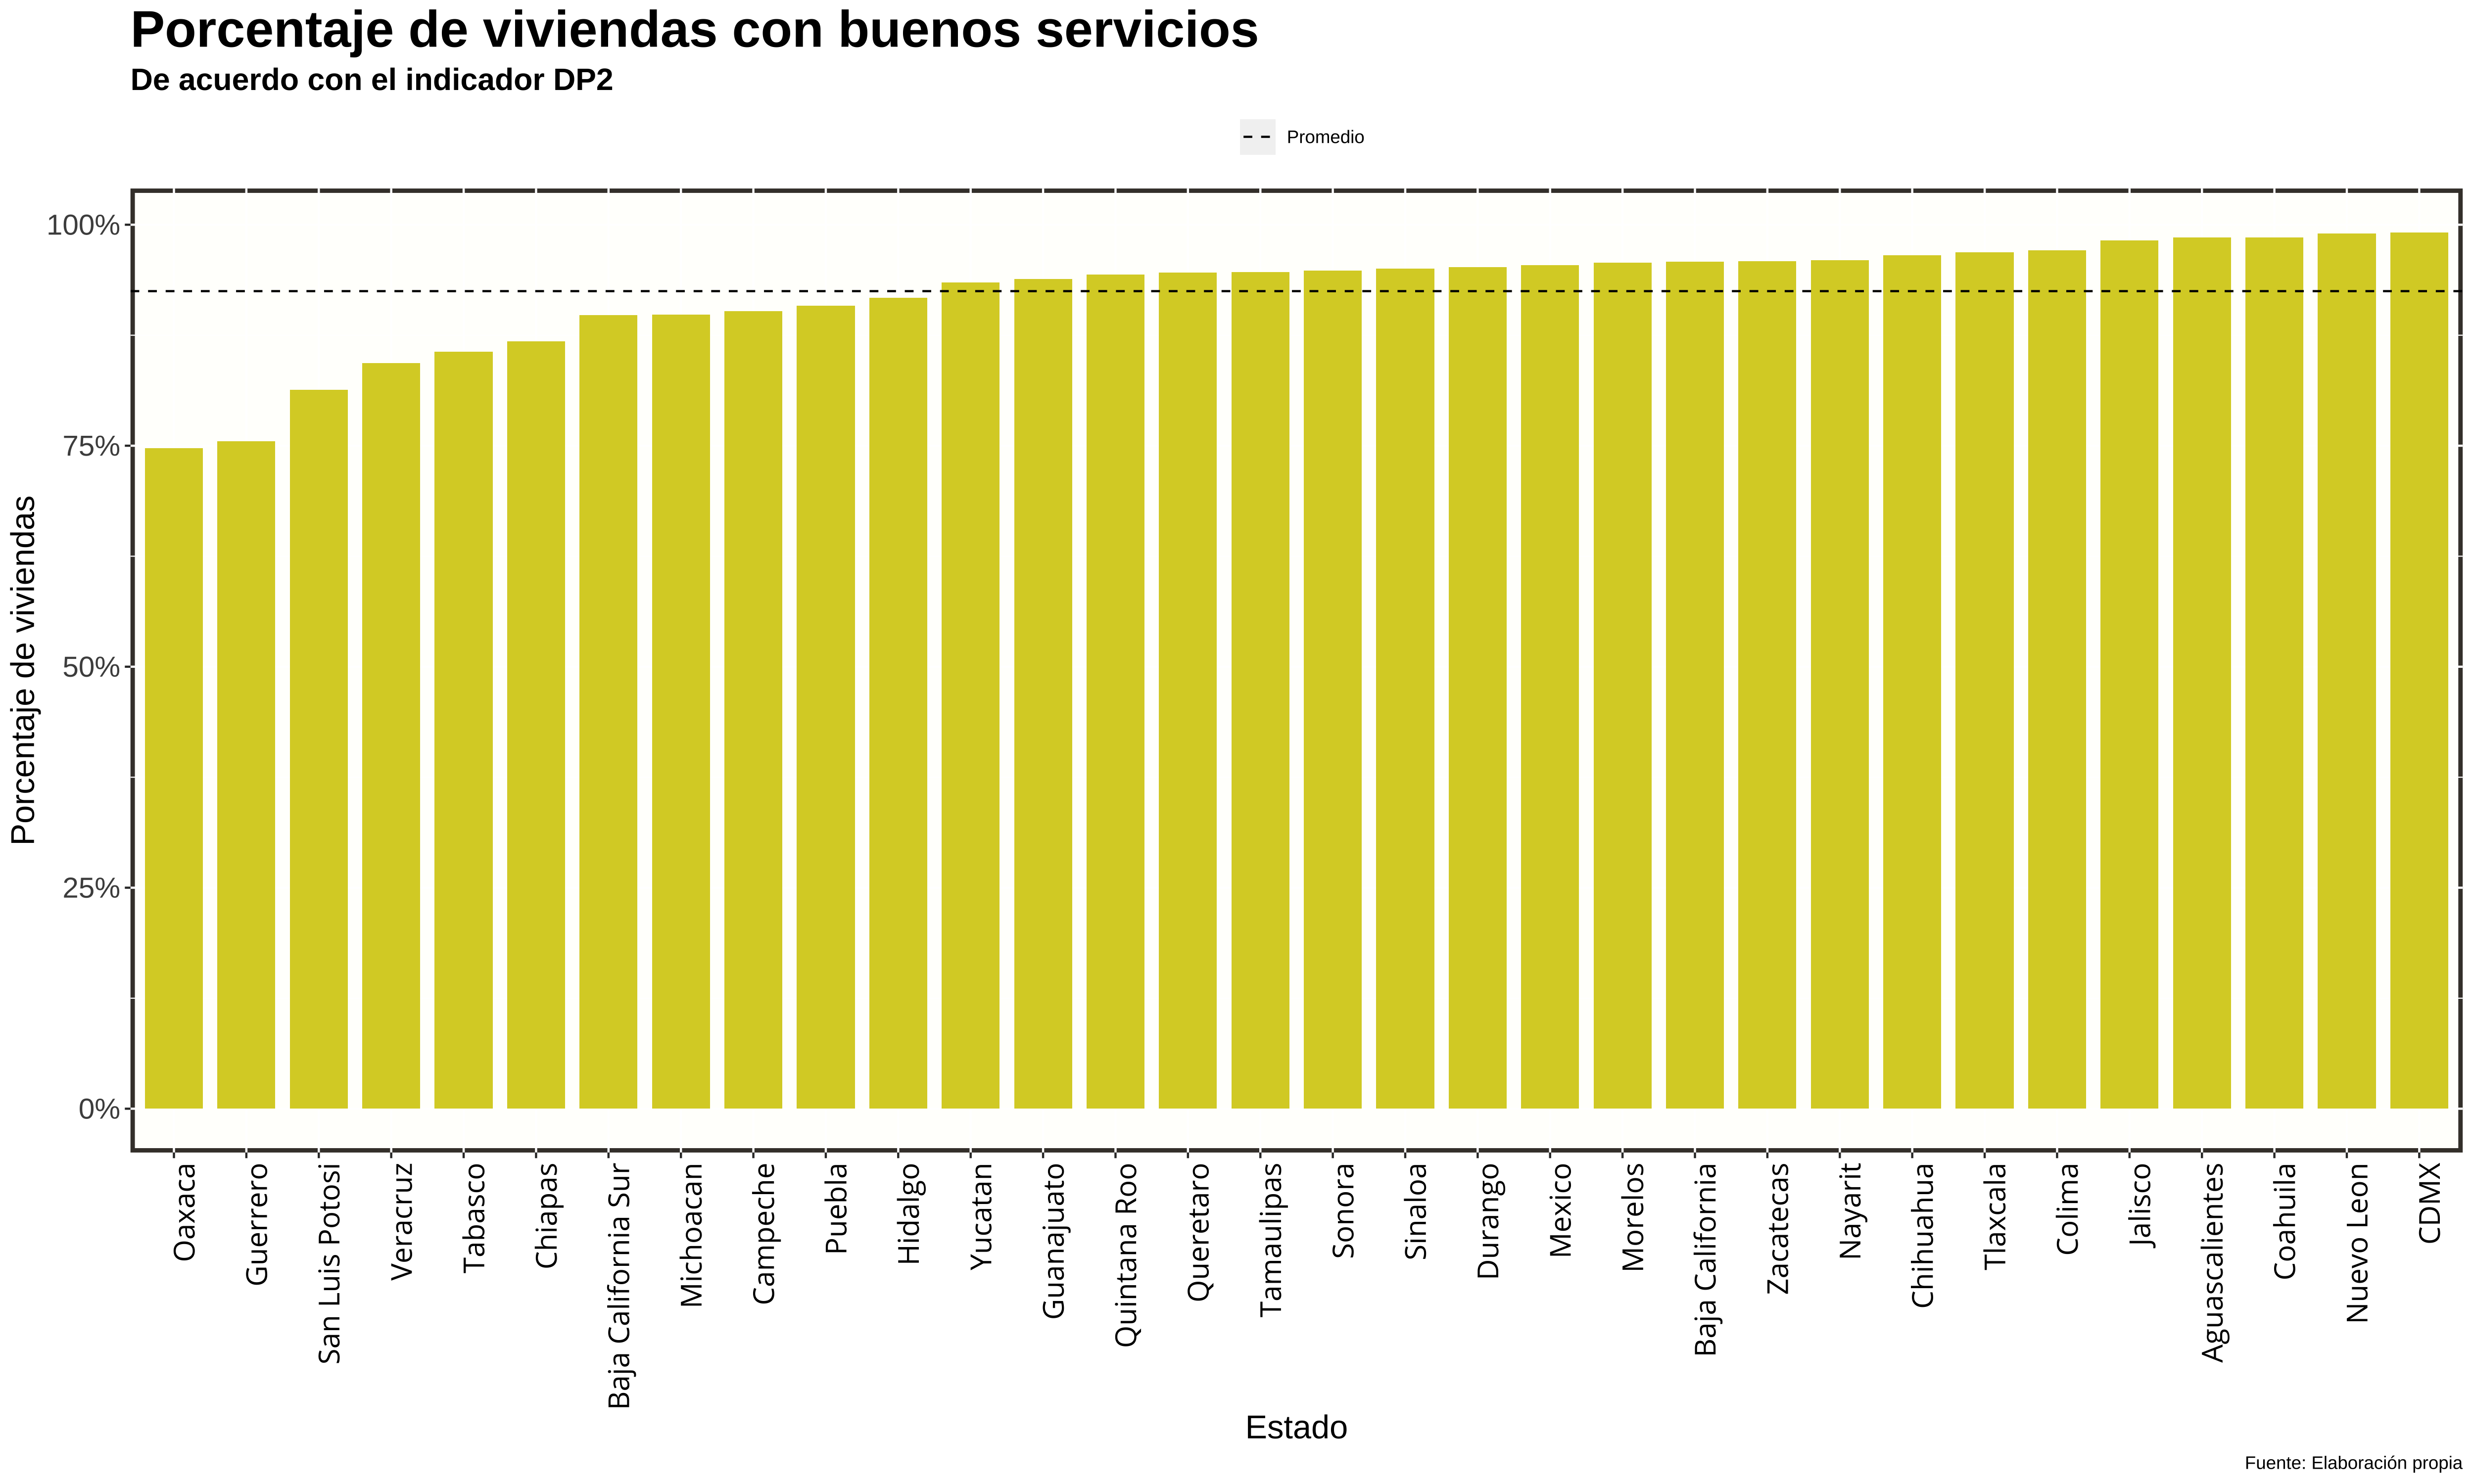 Porcentaje de viviendas con buenos servicios
De acuerdo con el indicador DP2
Promedio
Porcentaje de viviendas
100%
75%
50%
25%
0%
Oaxaca
Guerrero
San Luis Potosi
Veracruz
Tabasco
Chiapas
Baja California Sur
Michoacan
Campeche
Puebla
Hidalgo
Yucatan
Guanajuato
Quintana Roo
Queretaro
Tamaulipas
Sonora
Sinaloa
Durango
Mexico
Morelos
Baja California
Zacatecas
Nayarit
Chihuahua
Tlaxcala
Colima
Jalisco
Aguascalientes
Coahuila
Nuevo Leon
CDMX
Estado
Fuente: Elaboración propia